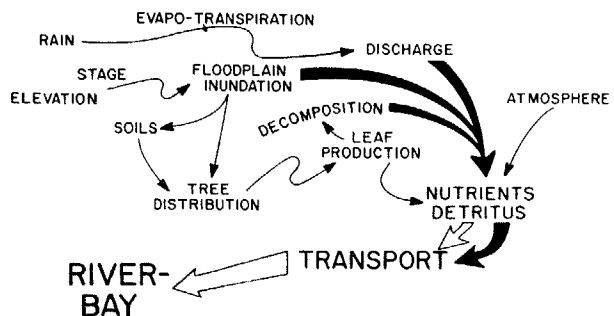 EVAPO-TRANSPIRATION
RAIN
DISCHARGE
STAGE
ELEVATION
FLOODPLAIN
INUNDATION
ATMOSPHERE
DECOMPOSITION
SOILS
LEAF
PRODUCTION
TREE
DISTRIBUTION
NUTRIENTS
DETRITUS
TRANSPORT
RIVER-
BAY